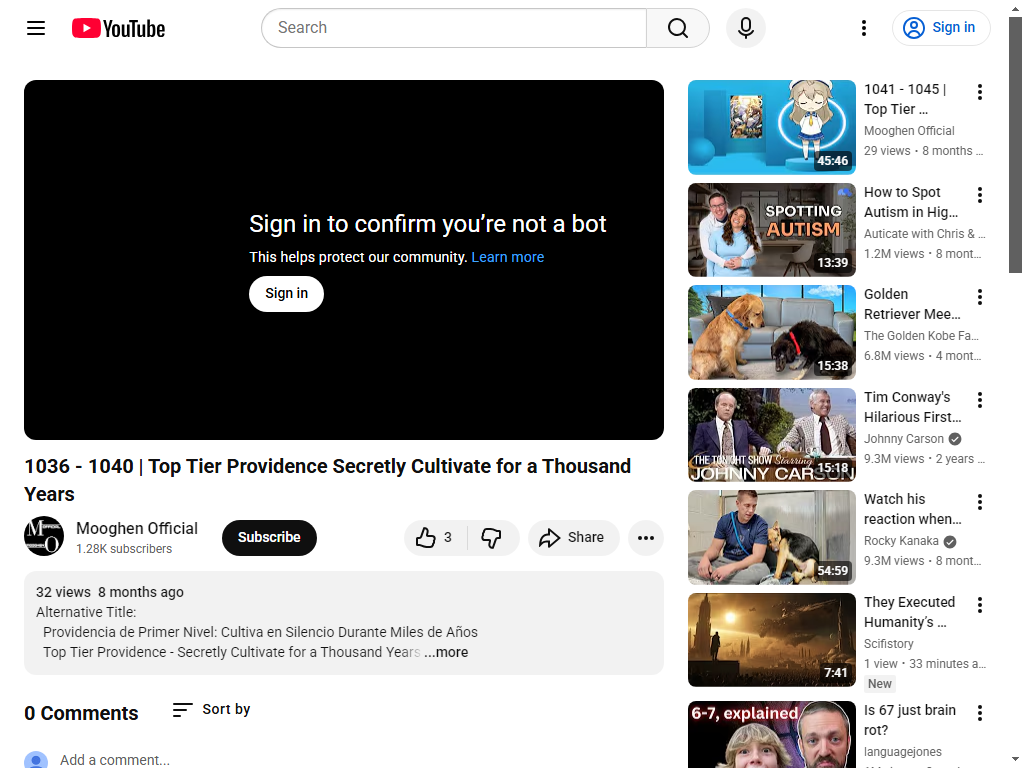 YouTube
Search
Sign in
Sign in to confirm you’re not a bot
This helps protect our community. Learn more
Sign in
1036 - 1040 | Top Tier Providence Secretly Cultivate for a Thousand
Years
Mooghen Official
1.28K subscribers
Subscribe
3
Share
32 views 8 months ago
Alternative Title:
Providencia de Primer Nivel: Cultiva en Silencio Durante Miles de Años
Top Tier Providence - Secretly Cultivate for a Thousand Years ...more
0 Comments
Sort by
Add a comment...
45:46
1041 - 1045 |
Top Tier ...
Mooghen Official
29 views • 8 months ...
SPOTTING
AUTISM
13:39
How to Spot
Autism in Hig...
Auticate with Chris & ...
1.2M views • 8 mont...
15:38
Golden
Retriever Mee...
The Golden Kobe Fa...
6.8M views • 4 mont...
THE TONIGHT SHOW Starring
JOHNNY CARSON
15:18
Tim Conway's
Hilarious First...
Johnny Carson
9.3M views • 2 years ...
54:59
Watch his
reaction when...
Rocky Kanaka
9.3M views • 8 mont...
7:41
They Executed
Humanity's ...
Scifistory
1 view • 33 minutes a...
New
6-7, explained
Is 67 just brain
rot?
languagejones